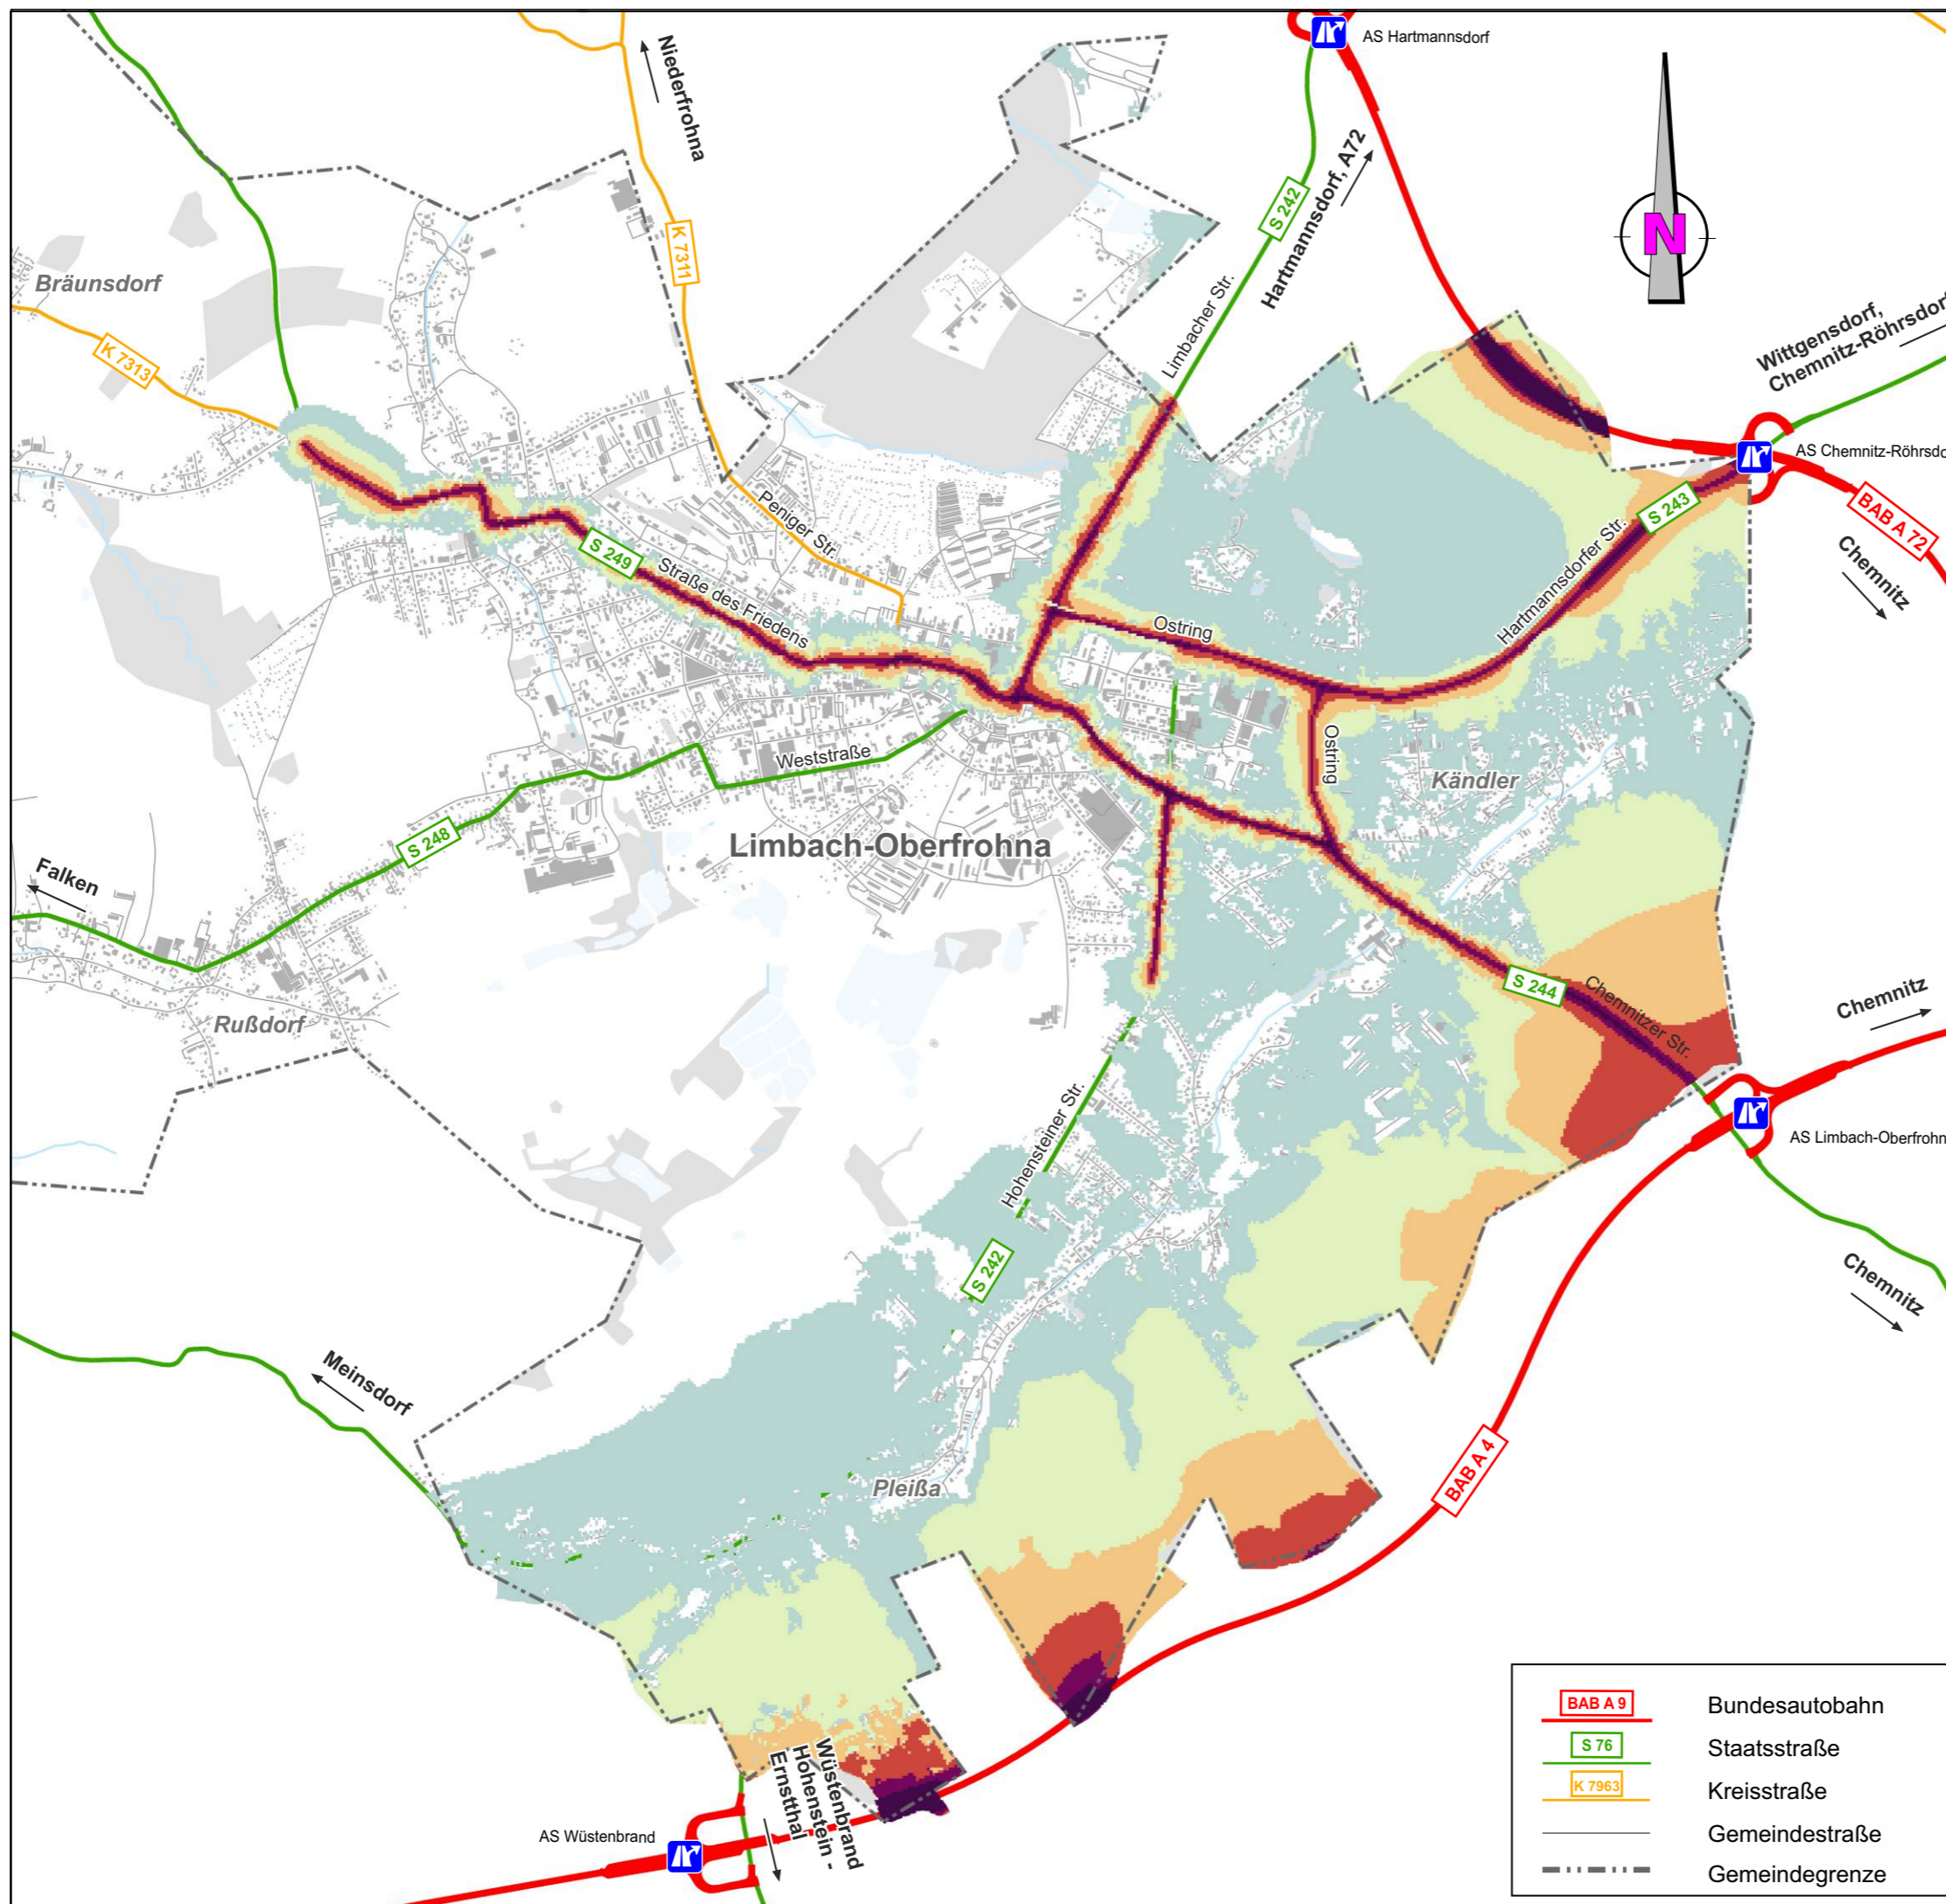 AS Hartmannsdorf
Niederfrohna
K 7311
S 242
Hartmannsdorf, A72
Limbacher Str.
N
Bräunsdorf
K 7313
Wittgensdorf,
Chemnitz-Röhrsdorf
AS Chemnitz-Röhrsdo
S 243
BAB A 72
Chemnitz
Peniger Str.
S 249
Straße des Friedens
Ostring
Hartmannsdorfer Str.
Ostring
Weststraße
Kändler
Limbach-Oberfrohna
S 248
Falken
Rußdorf
S 244
Chemnitzer Str.
Chemnitz
AS Limbach-Oberfrohn
Hohensteiner Str.
S 242
Chemnitz
Meinsdorf
Pleißa
BAB A 4
Wüstenbrand
Hohenstein -
Ernstthal
AS Wüstenbrand
BAB A 9
Bundesautobahn
S 76
Staatsstraße
K 7963
Kreisstraße
Gemeindestraße
Gemeindegrenze